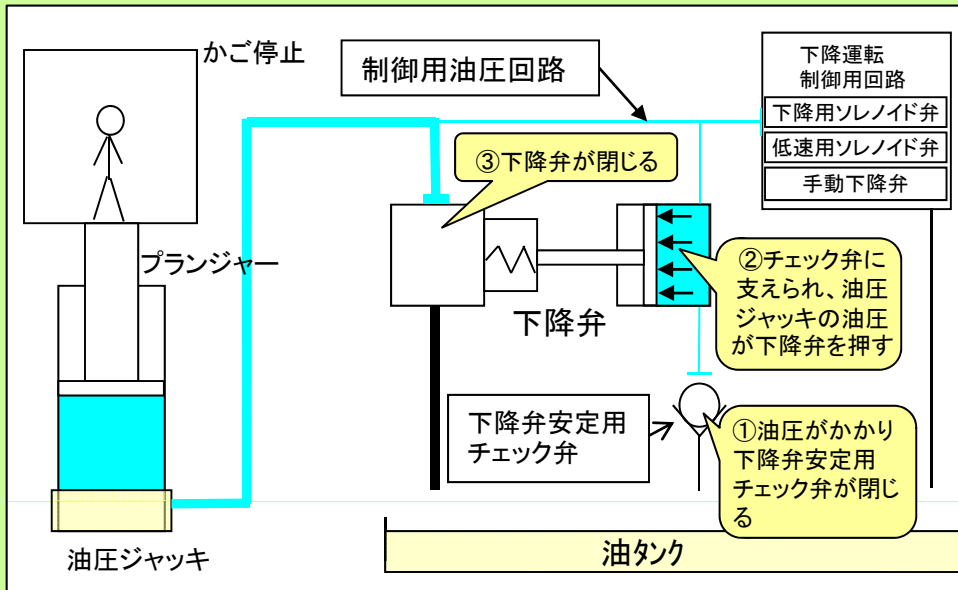 かご停止
制御用油圧回路
下降運転
制御用回路
下降用ソレノイド弁
低速用ソレノイド弁
手動下降弁
③下降弁が閉じる
プランジャー
下降弁
②チェック弁に
支えられ、油圧
ジャッキの油圧
が下降弁を押す
下降弁安定用
チェック弁
①油圧がかかり
下降弁安定用
チェック弁が閉じ
る
油圧ジャッキ
油タンク